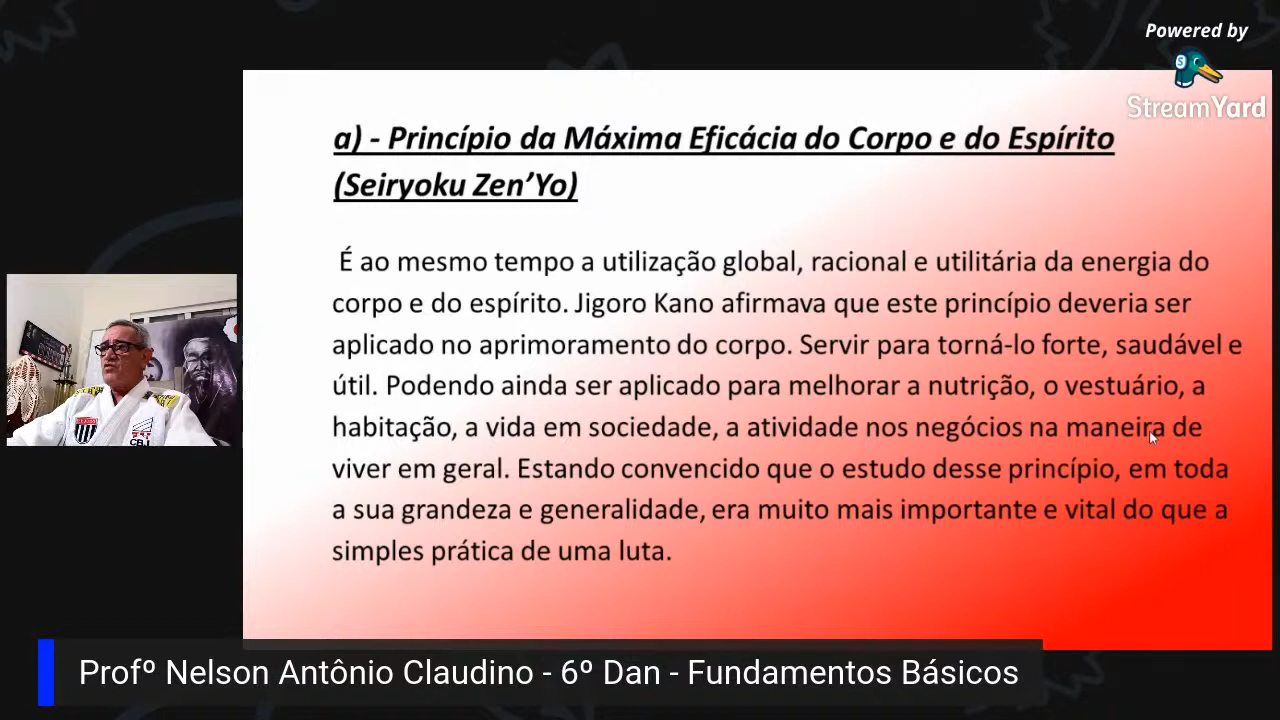 Powered by
StreamYard
a) - Princípio da Máxima Eficácia do Corpo e do Espírito
(Seiryoku Zen’Yo)
É ao mesmo tempo a utilização global, racional e utilitária da energia do
corpo e do espírito. Jigoro Kano afirmava que este princípio deveria ser
aplicado no aprimoramento do corpo. Servir para torná-lo forte, saudável e
útil. Podendo ainda ser aplicado para melhorar a nutrição, o vestuário, a
habitação, a vida em sociedade, a atividade nos negócios na maneira de
viver em geral. Estando convencido que o estudo desse princípio, em toda
a sua grandeza e generalidade, era muito mais importante e vital do que a
simples prática de uma luta.
CBJ
Profº Nelson Antônio Claudino - 6º Dan - Fundamentos Básicos